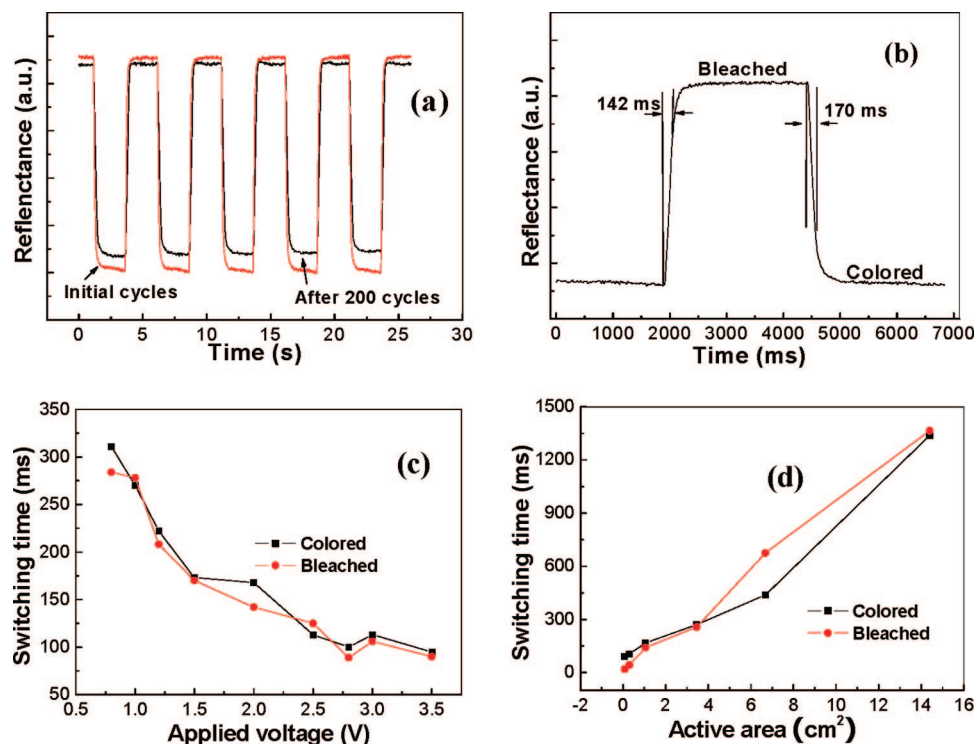 (a)
Reflenctance (a.u.)
Initial cycles
After 200 cycles
0 5 10 15 20 25 30
Time (s)
(b)
Reflectance (a.u.)
Bleached
142 ms
170 ms
Colored
0 1000 2000 3000 4000 5000 6000 7000
Time (ms)
(c)
Switching time (ms)
350
300
250
200
150
100
50
Colored
Bleached
0.5 1.0 1.5 2.0 2.5 3.0 3.5
Applied voltage (V)
(d)
Switching time (ms)
1500
1200
900
600
300
0
Colored
Bleached
0 2 4 6 8 10 12 14 16
Active area (cm²)